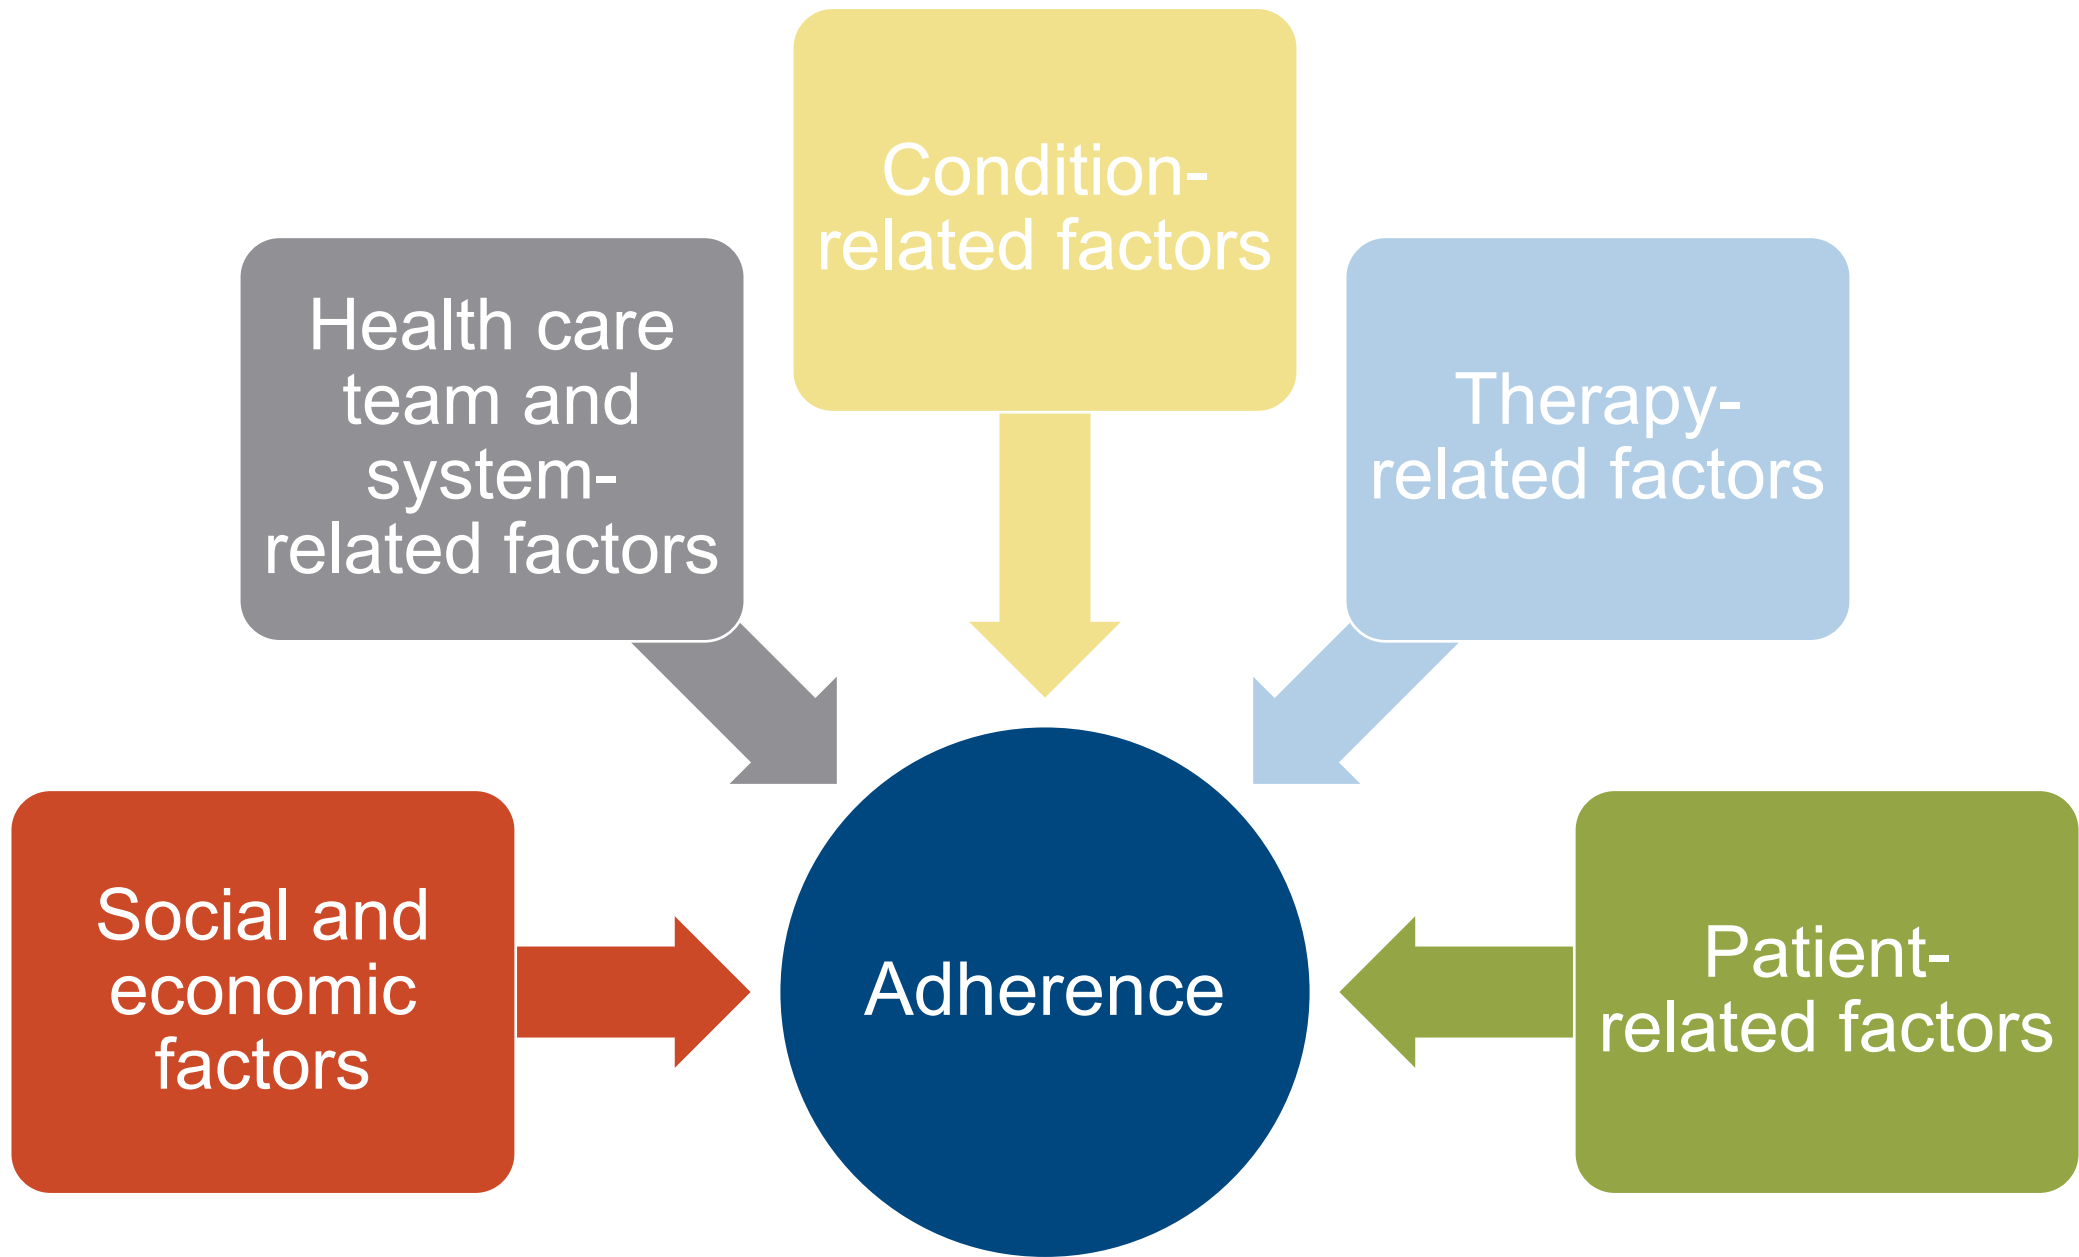 Condition-
related factors
Health care
team and
system-
related factors
Therapy-
related factors
Social and
economic
factors
Adherence
Patient-
related factors